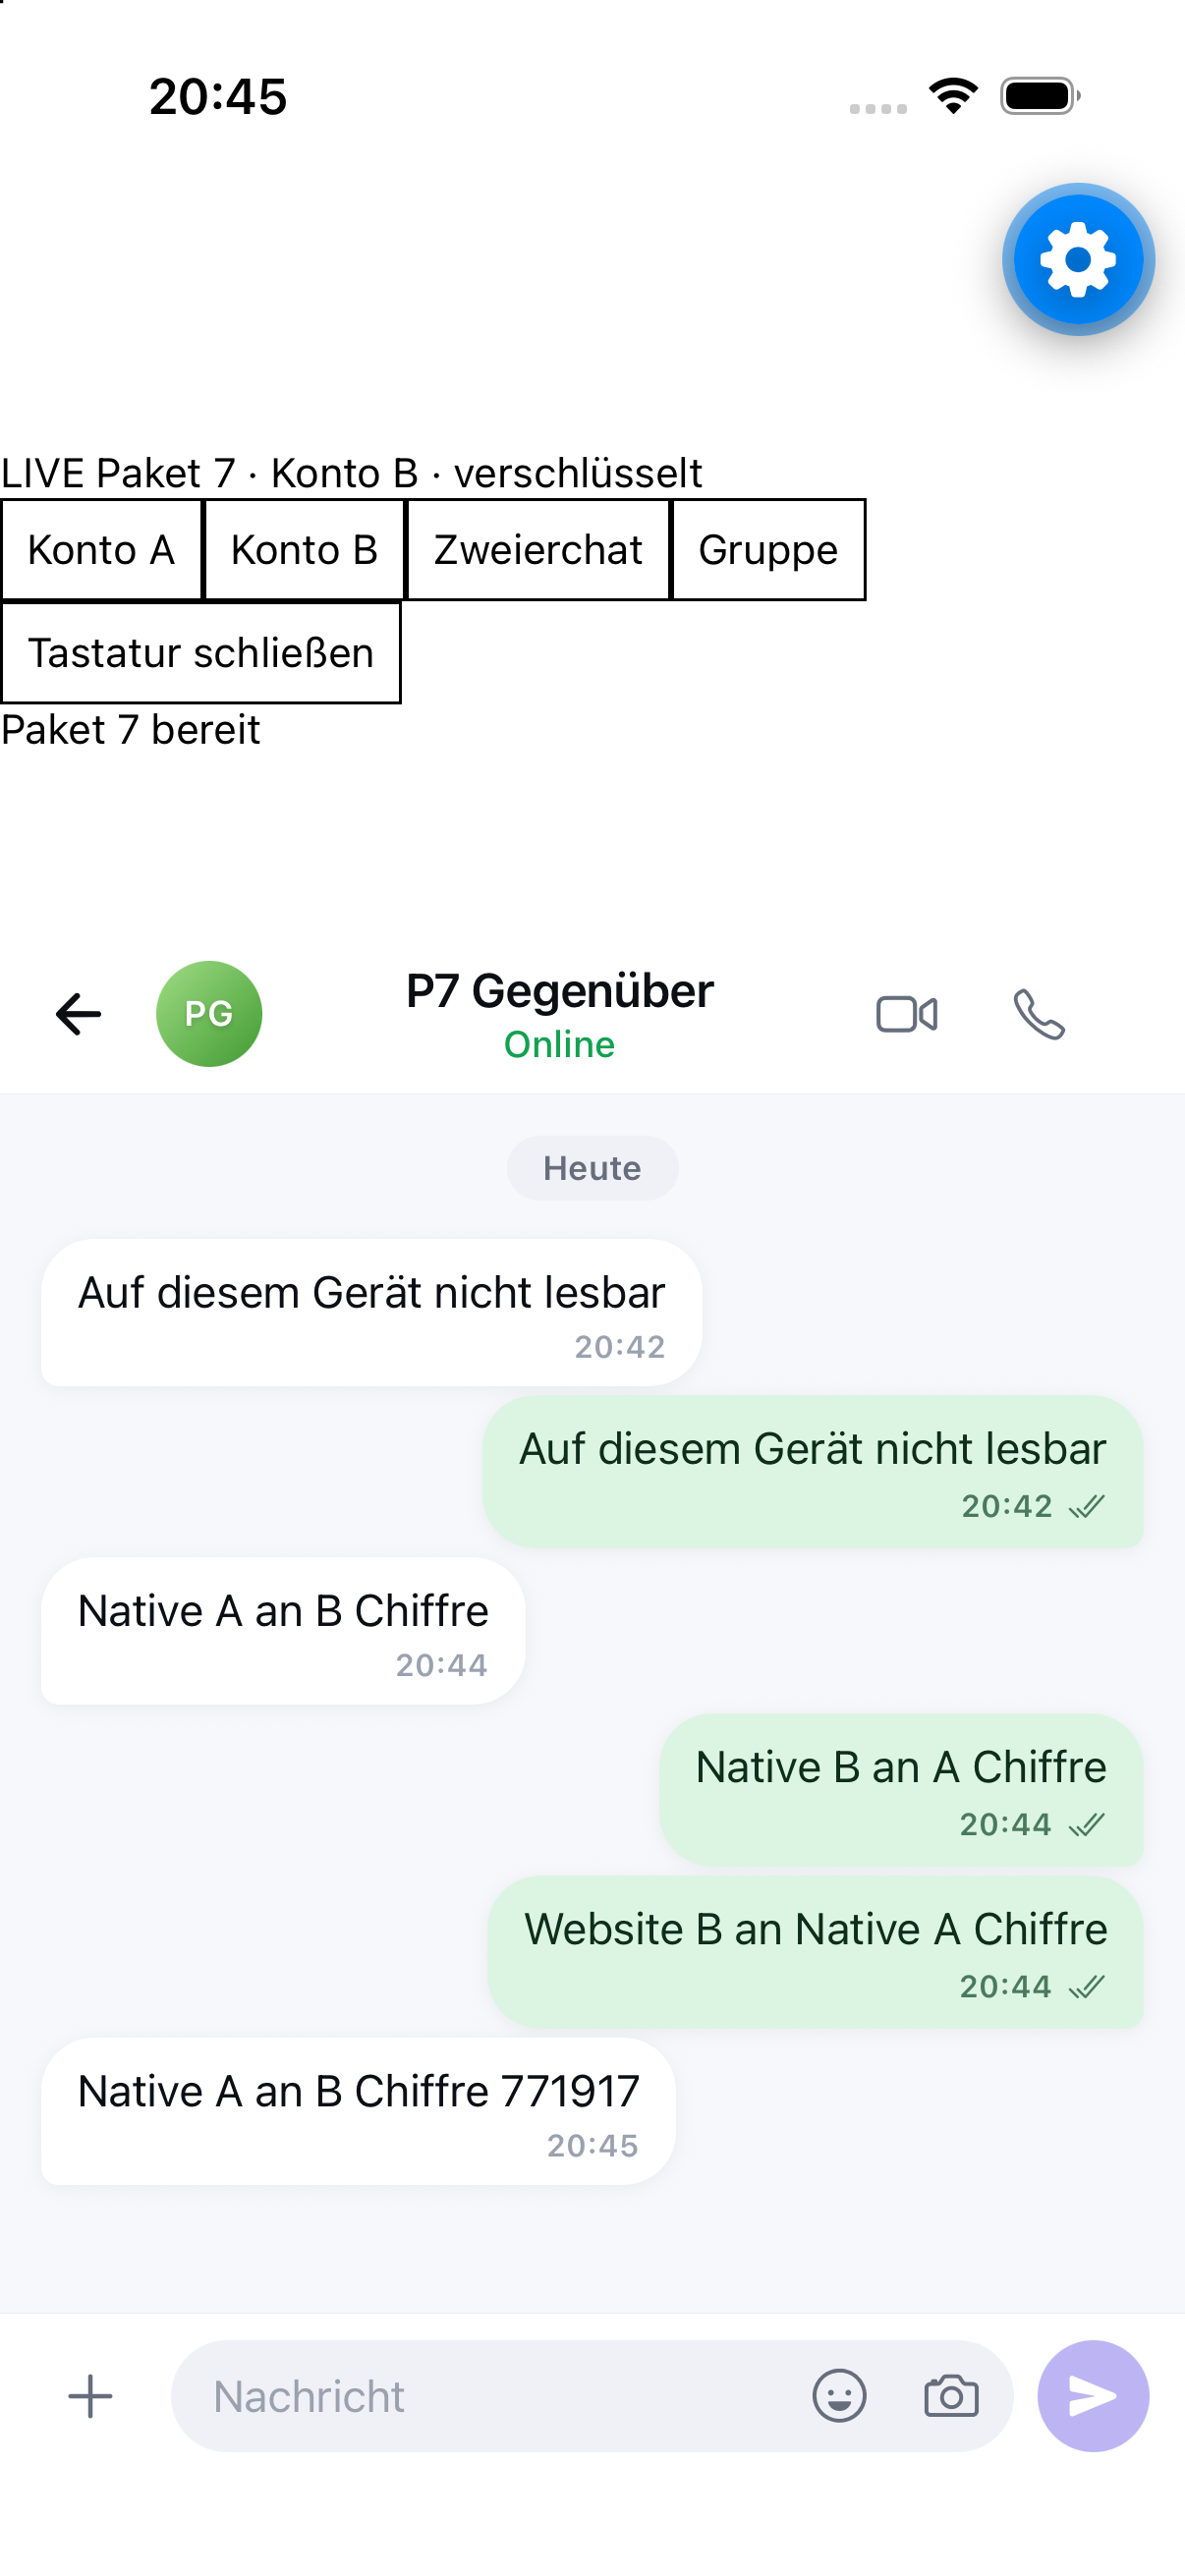 20:45
LIVE Paket 7 · Konto B · verschlüsselt
Konto A Konto B Zweierchat Gruppe
Tastatur schließen
Paket 7 bereit
PG
P7 Gegenüber
Online
Heute
Auf diesem Gerät nicht lesbar
20:42
Auf diesem Gerät nicht lesbar
20:42
Native A an B Chiffre
20:44
Native B an A Chiffre
20:44
Website B an Native A Chiffre
20:44
Native A an B Chiffre 771917
20:45
Nachricht